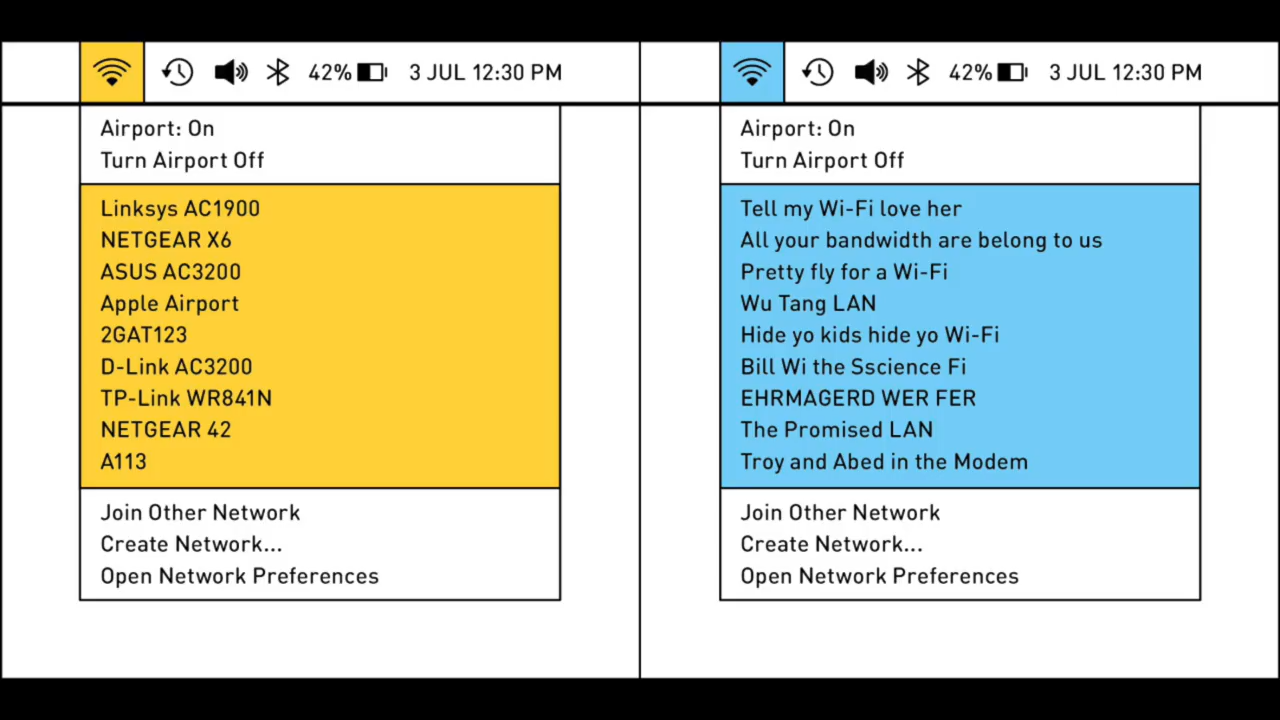 42% 3 JUL 12:30 PM
Airport: On
Turn Airport Off
Linksys AC1900
NETGEAR X6
ASUS AC3200
Apple Airport
2GAT123
D-Link AC3200
TP-Link WR841N
NETGEAR 42
A113
Join Other Network
Create Network...
Open Network Preferences
42% 3 JUL 12:30 PM
Airport: On
Turn Airport Off
Tell my Wi-Fi love her
All your bandwidth are belong to us
Pretty fly for a Wi-Fi
Wu Tang LAN
Hide yo kids hide yo Wi-Fi
Bill Wi the Sscience Fi
EHRMAGERD WER FER
The Promised LAN
Troy and Abed in the Modem
Join Other Network
Create Network...
Open Network Preferences